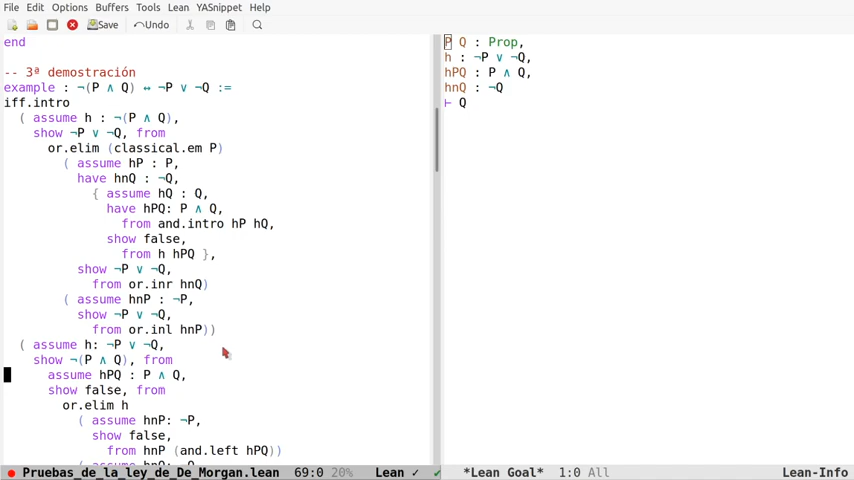 File Edit Options Buffers Tools Lean YASnippet Help
Save Undo
end
-- 3ª demostración
example : ¬(P ∧ Q) ↔ ¬P ∨ ¬Q :=
iff.intro
( assume h : ¬(P ∧ Q),
show ¬P ∨ ¬Q, from
or.elim (classical.em P)
( assume hP : P,
have hnQ : ¬Q,
{ assume hQ : Q,
have hPQ: P ∧ Q,
from and.intro hP hQ,
show false,
from h hPQ },
show ¬P ∨ ¬Q,
from or.inr hnQ)
( assume hnP : ¬P,
show ¬P ∨ ¬Q,
from or.inl hnP))
( assume h: ¬P ∨ ¬Q,
show ¬(P ∧ Q), from
assume hPQ : P ∧ Q,
show false, from
or.elim h
( assume hnP: ¬P,
show false,
from hnP (and.left hPQ))
( assume hnQ: ¬Q,
Pruebas_de_la_ley_de_De_Morgan.lean 69:0 20% Lean ✓
P Q : Prop,
h : ¬P ∨ ¬Q,
hPQ : P ∧ Q,
hnQ : ¬Q
⊢ Q
*Lean Goal* 1:0 All Lean-Info